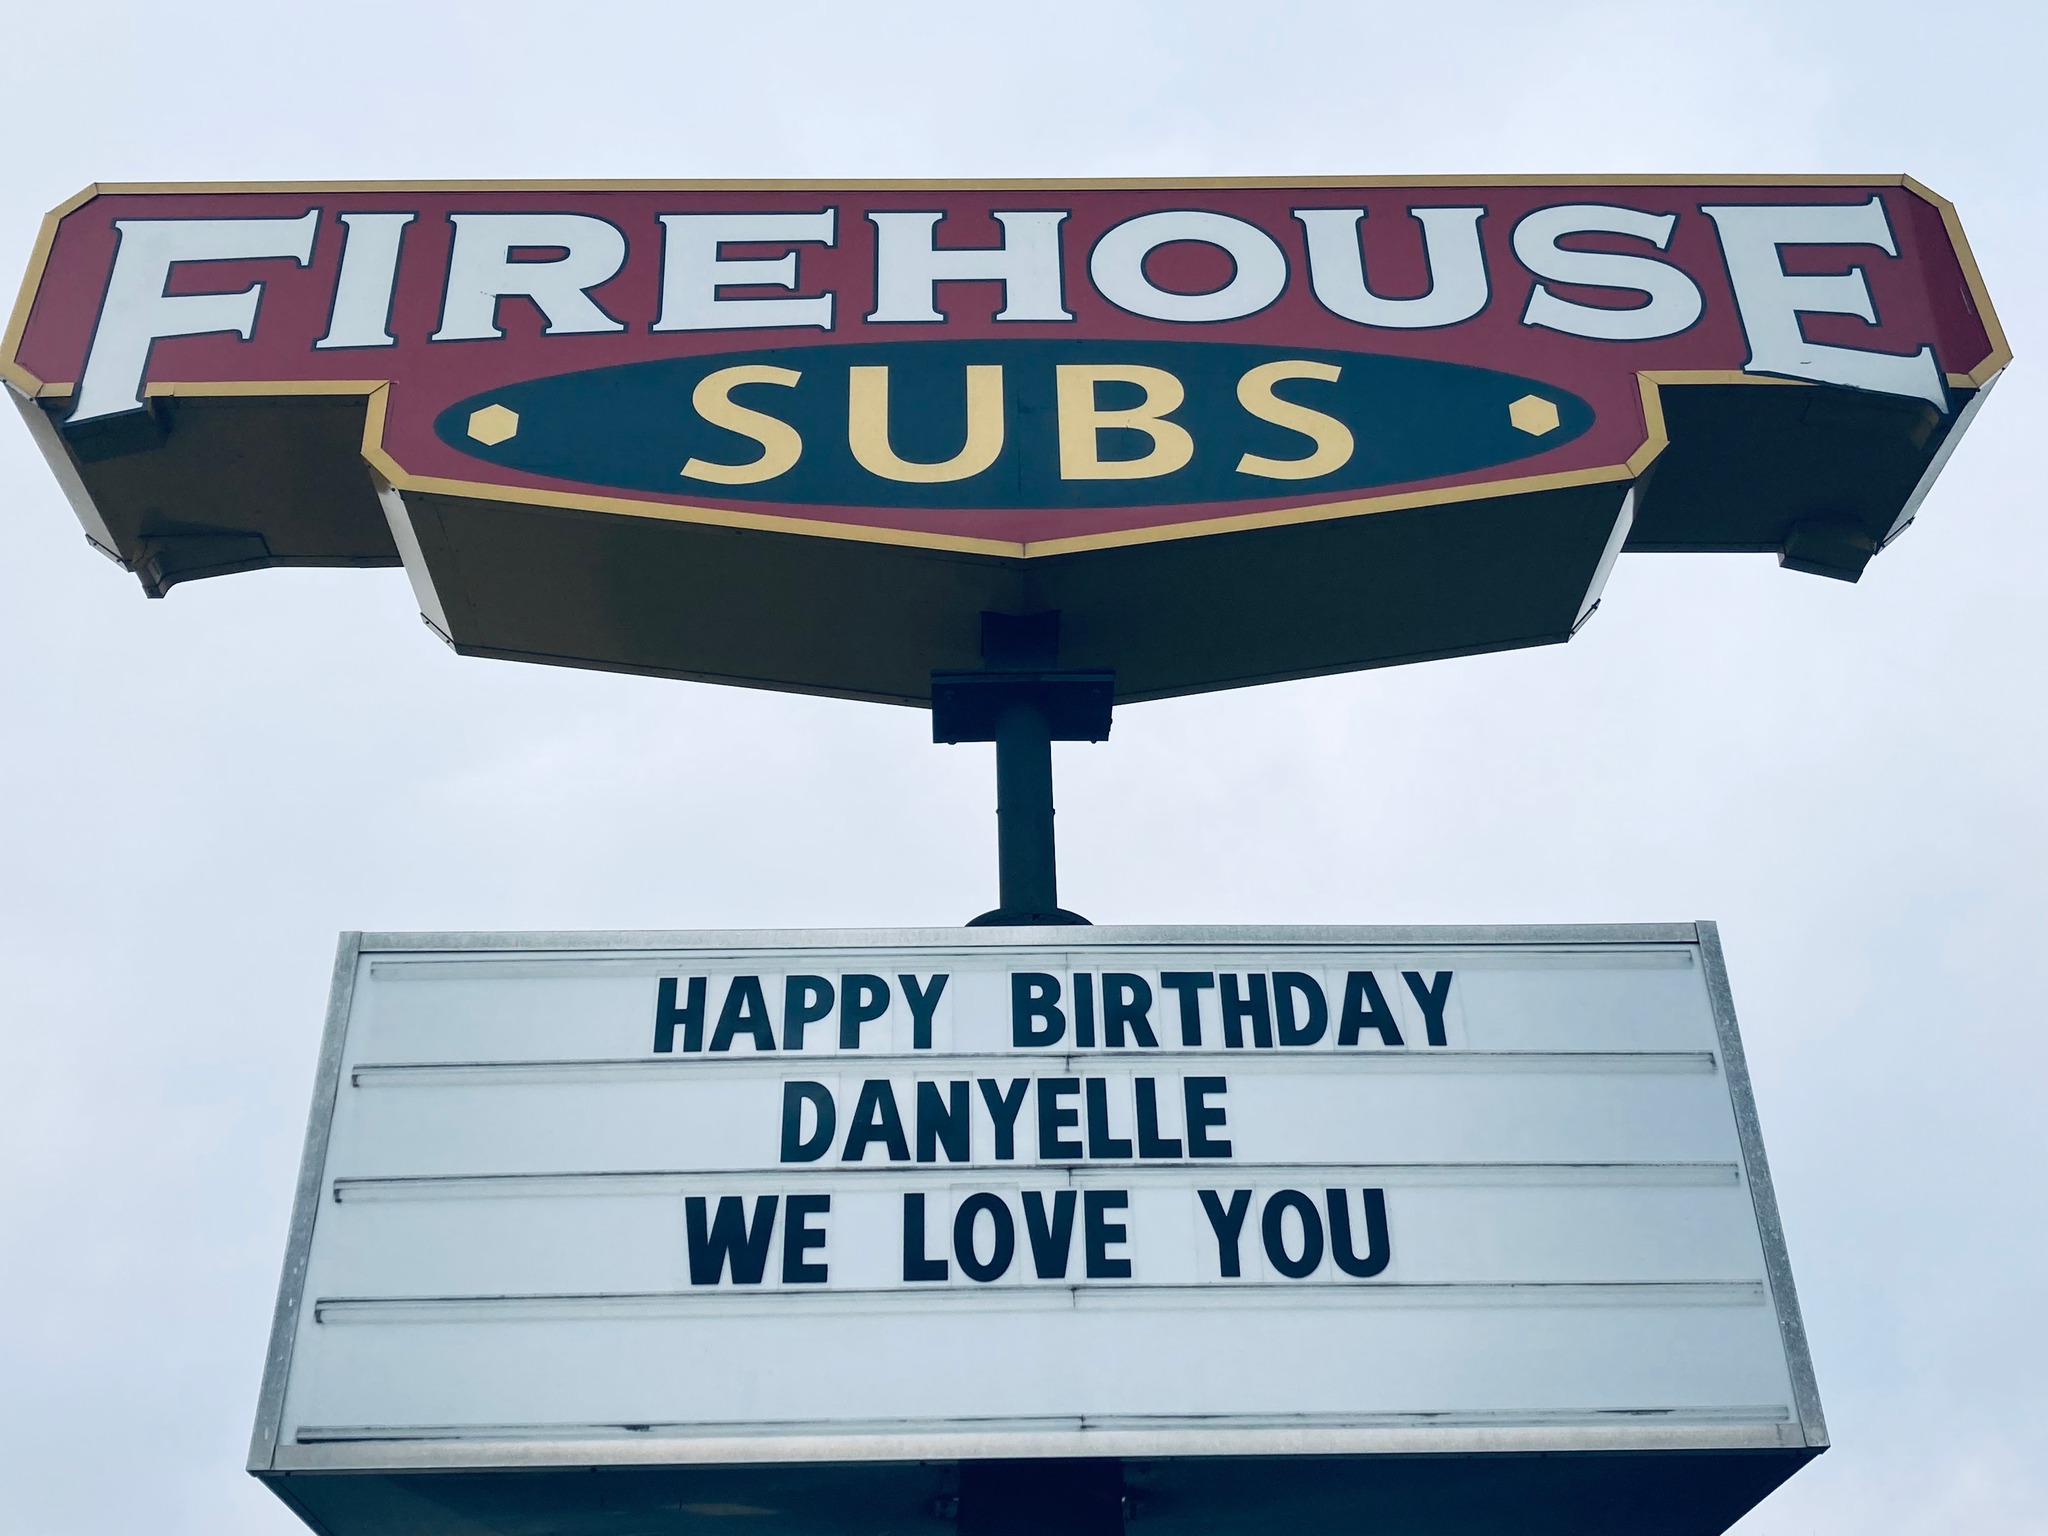 FIREHOUSE
SUBS
HAPPY BIRTHDAY
DANYELLE
WE LOVE YOU